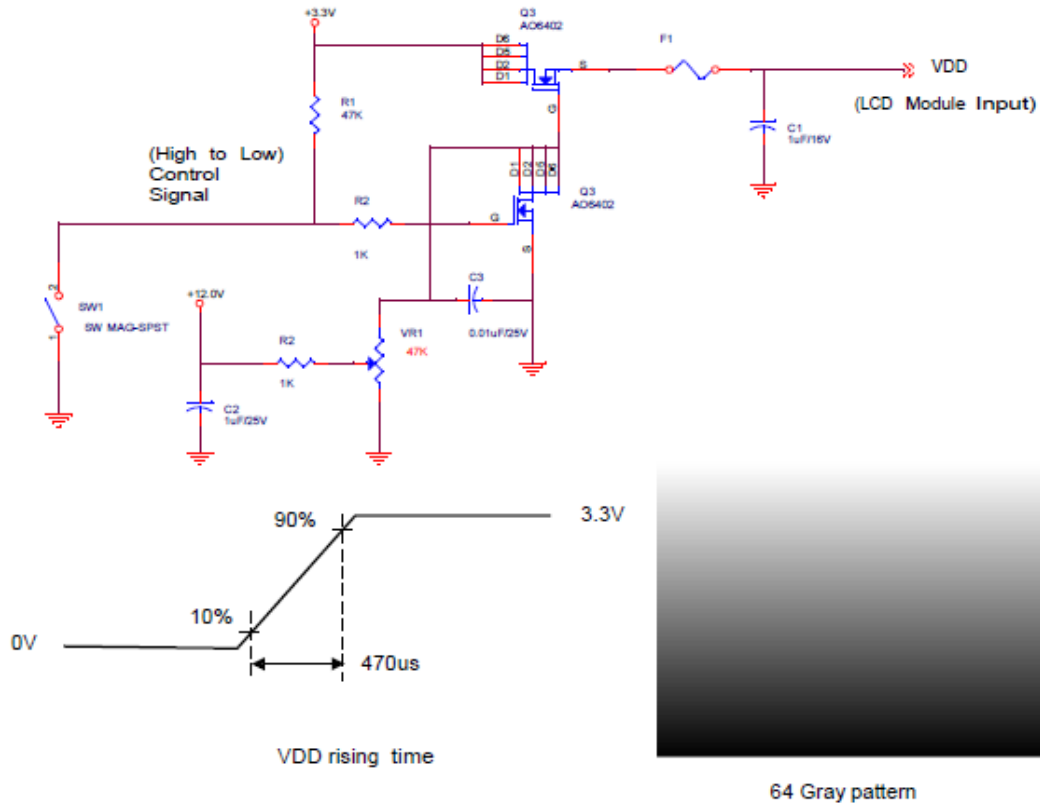 +3.3V
Q3
AO6402
D6
D5
D2
D1
S
G
F1
VDD
(LCD Module Input)
C1
1uF/16V
R1
47K
(High to Low)
Control
Signal
D1
D2
D5
D6
Q3
AO6402
G
S
R2
1K
C3
0.01uF/25V
2
1
SW1
SW MAG-SPST
+12.0V
R2
1K
VR1
47K
C2
1uF/25V
90%
3.3V
10%
0V
470us
VDD rising time
64 Gray pattern